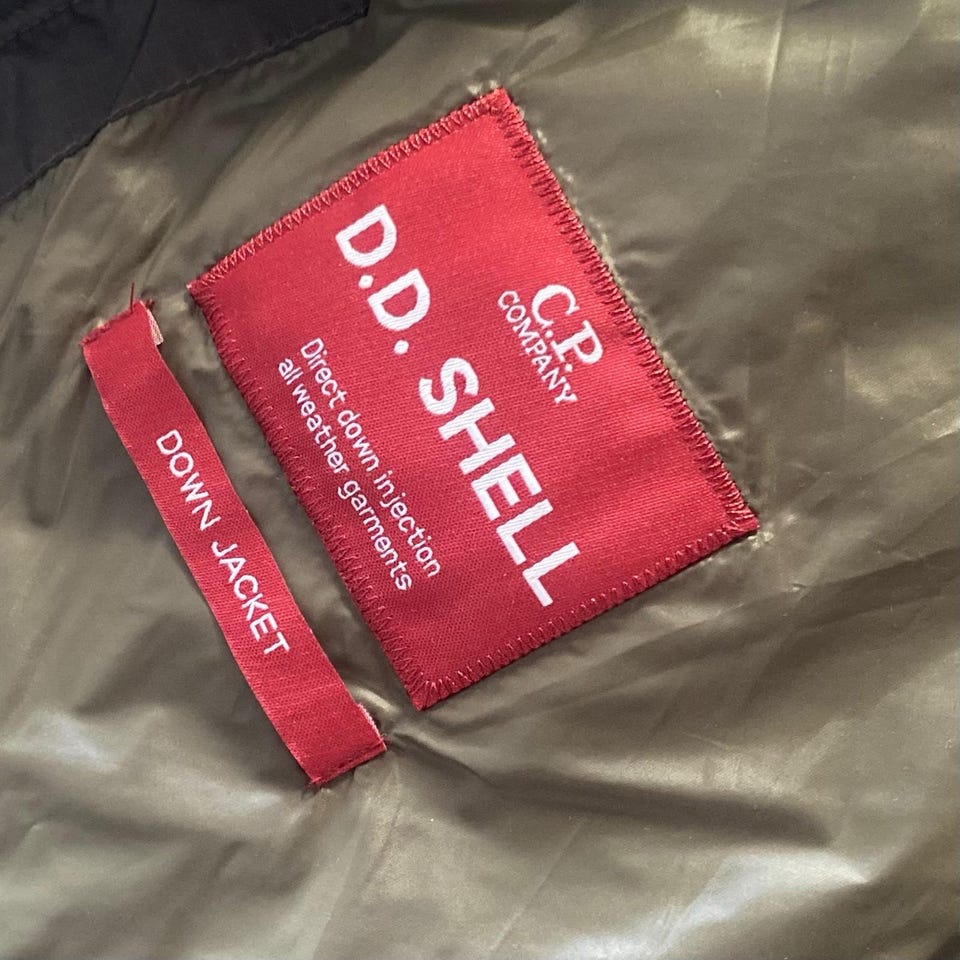 C.P.
COMPANY
D.D. SHELL
Direct down injection
all weather garments
DOWN JACKET